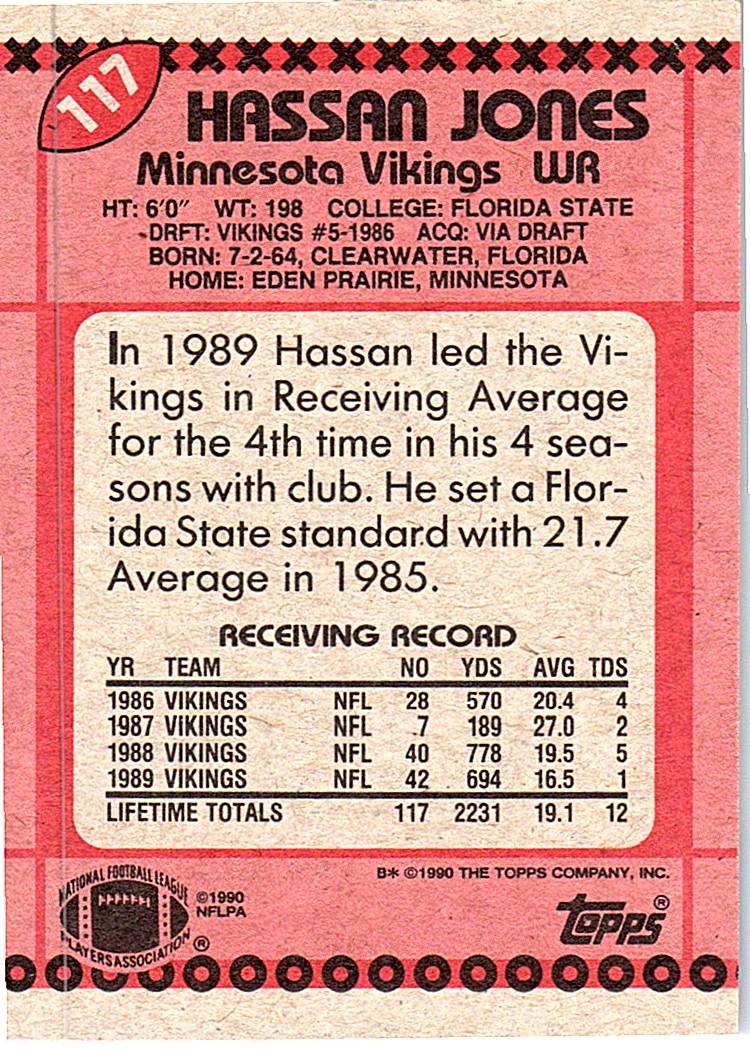 117
HASSAN JONES
Minnesota Vikings WR
HT: 6'0" WT: 198 COLLEGE: FLORIDA STATE
DRFT: VIKINGS #5-1986 ACQ: VIA DRAFT
BORN: 7-2-64, CLEARWATER, FLORIDA
HOME: EDEN PRAIRIE, MINNESOTA
In 1989 Hassan led the Vi-
kings in Receiving Average
for the 4th time in his 4 sea-
sons with club. He set a Flor-
ida State standard with 21.7
Average in 1985.
RECEIVING RECORD
YR TEAM NO YDS AVG TDS
1986 VIKINGS NFL 28 570 20.4 4
1987 VIKINGS NFL 7 189 27.0 2
1988 VIKINGS NFL 40 778 19.5 5
1989 VIKINGS NFL 42 694 16.5 1
LIFETIME TOTALS 117 2231 19.1 12
B* ©1990 THE TOPPS COMPANY, INC.
NATIONAL FOOTBALL LEAGUE
PLAYERS ASSOCIATION ®
©1990
NFLPA
topps®